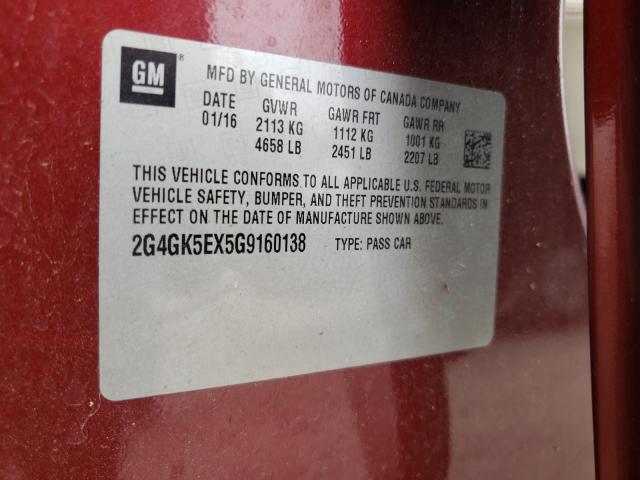 GM ®
MFD BY GENERAL MOTORS OF CANADA COMPANY
DATE GVWR GAWR FRT GAWR RR
01/16 2113 KG 1112 KG 1001 KG
4658 LB 2451 LB 2207 LB
THIS VEHICLE CONFORMS TO ALL APPLICABLE U.S. FEDERAL MOTOR
VEHICLE SAFETY, BUMPER, AND THEFT PREVENTION STANDARDS IN
EFFECT ON THE DATE OF MANUFACTURE SHOWN ABOVE.
2G4GK5EX5G9160138 TYPE: PASS CAR